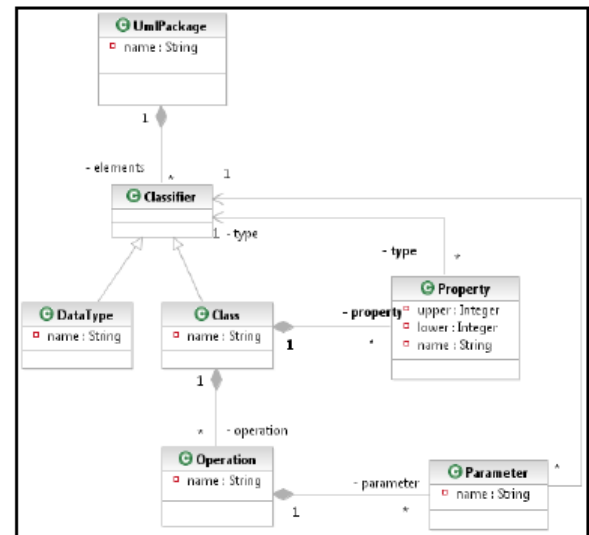 UmlPackage
name : String
1
- elements
*
1
Classifier
1 - type
- type
*
DataType
name : String
Class
name : String
1
- property
*
Property
upper : Integer
lower : Integer
name : String
1
* - operation
Operation
name : String
1
- parameter
*
Parameter
name : String
*